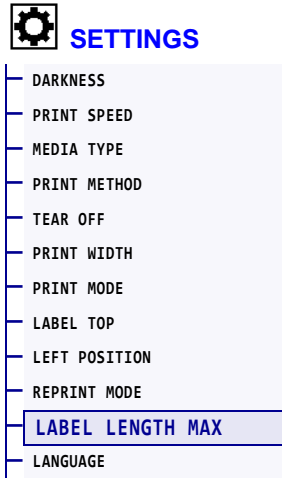 SETTINGS
DARKNESS
PRINT SPEED
MEDIA TYPE
PRINT METHOD
TEAR OFF
PRINT WIDTH
PRINT MODE
LABEL TOP
LEFT POSITION
REPRINT MODE
LABEL LENGTH MAX
LANGUAGE